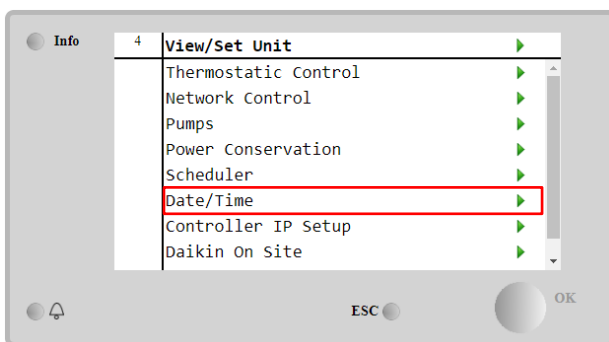 Info
4 View/Set Unit
Thermostatic Control
Network Control
Pumps
Power Conservation
Scheduler
Date/Time
Controller IP Setup
Daikin On Site
ESC OK